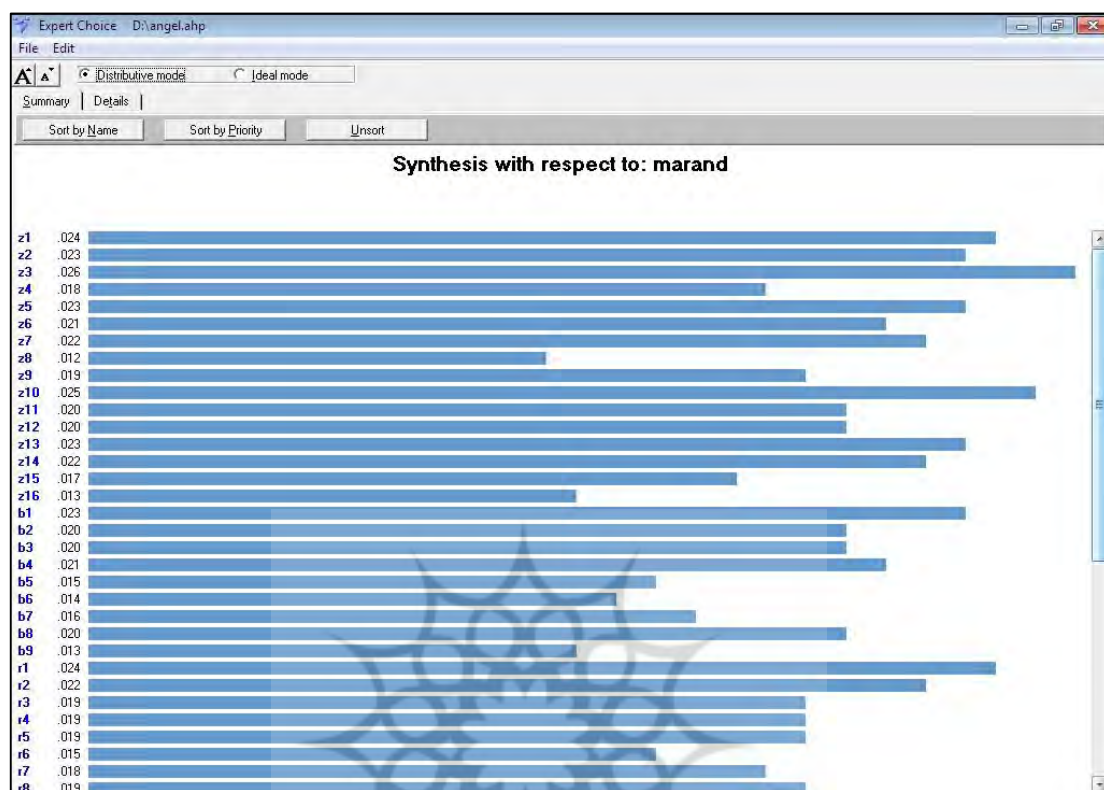 Expert Choice D:\angel.ahp
File Edit
A A Distributive mode Ideal mode
Summary Details
Sort by Name Sort by Priority Unsort
Synthesis with respect to: marand
z1 .024
z2 .023
z3 .026
z4 .018
z5 .023
z6 .021
z7 .022
z8 .012
z9 .019
z10 .025
z11 .020
z12 .020
z13 .023
z14 .022
z15 .017
z16 .013
b1 .023
b2 .020
b3 .020
b4 .021
b5 .015
b6 .014
b7 .016
b8 .020
b9 .013
r1 .024
r2 .022
r3 .019
r4 .019
r5 .019
r6 .015
r7 .018
r8 .019